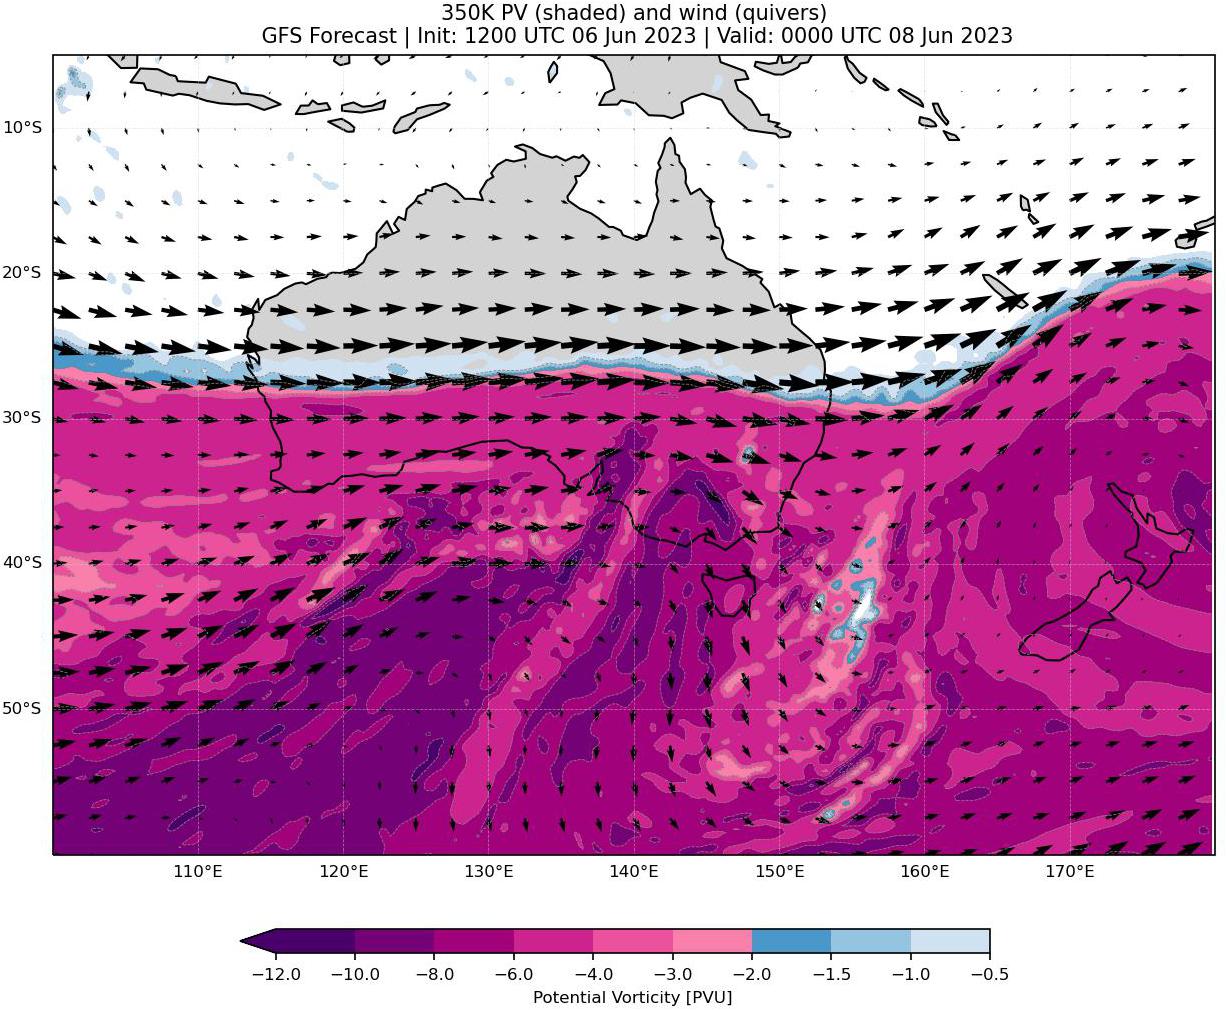 350K PV (shaded) and wind (quivers)
GFS Forecast | Init: 1200 UTC 06 Jun 2023 | Valid: 0000 UTC 08 Jun 2023
10°S
20°S
30°S
40°S
50°S
110°E 120°E 130°E 140°E 150°E 160°E 170°E
−12.0 −10.0 −8.0 −6.0 −4.0 −3.0 −2.0 −1.5 −1.0 −0.5
Potential Vorticity [PVU]